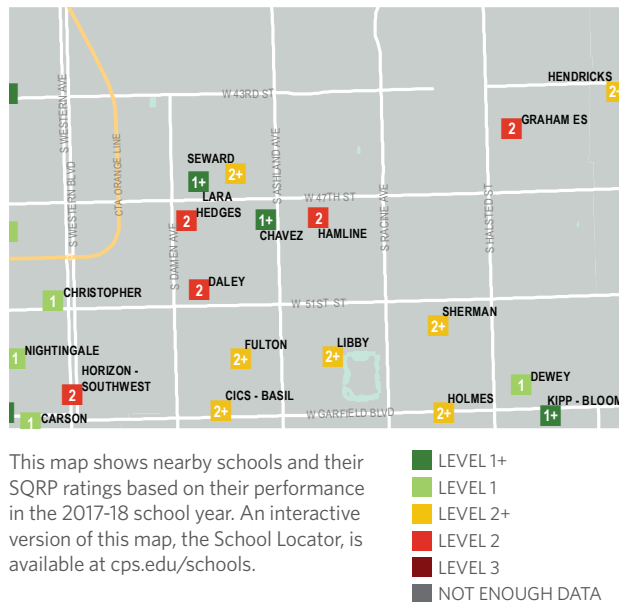 HENDRICKS
2+
S WESTERN AVE
W 43RD ST
GRAHAM ES
2
SEWARD
2+
1+
LARA
CTA ORANGE LINE
S ASHLAND AVE
W 47TH ST
S WESTERN BLVD
S DAMEN AVE
HEDGES
2
1+
CHAVEZ
2
HAMLINE
S RACINE AVE
S HALSTED ST
1
DALEY
2
CHRISTOPHER
1
W 51ST ST
SHERMAN
2+
NIGHTINGALE
1
FULTON
2+
LIBBY
2+
HORIZON -
SOUTHWEST
2
DEWEY
1
CICS - BASIL
2+
W GARFIELD BLVD
HOLMES
2+
KIPP - BLOOM
1+
CARSON
1
This map shows nearby schools and their
SQRP ratings based on their performance
in the 2017-18 school year. An interactive
version of this map, the School Locator, is
available at cps.edu/schools.
LEVEL 1+
LEVEL 1
LEVEL 2+
LEVEL 2
LEVEL 3
NOT ENOUGH DATA